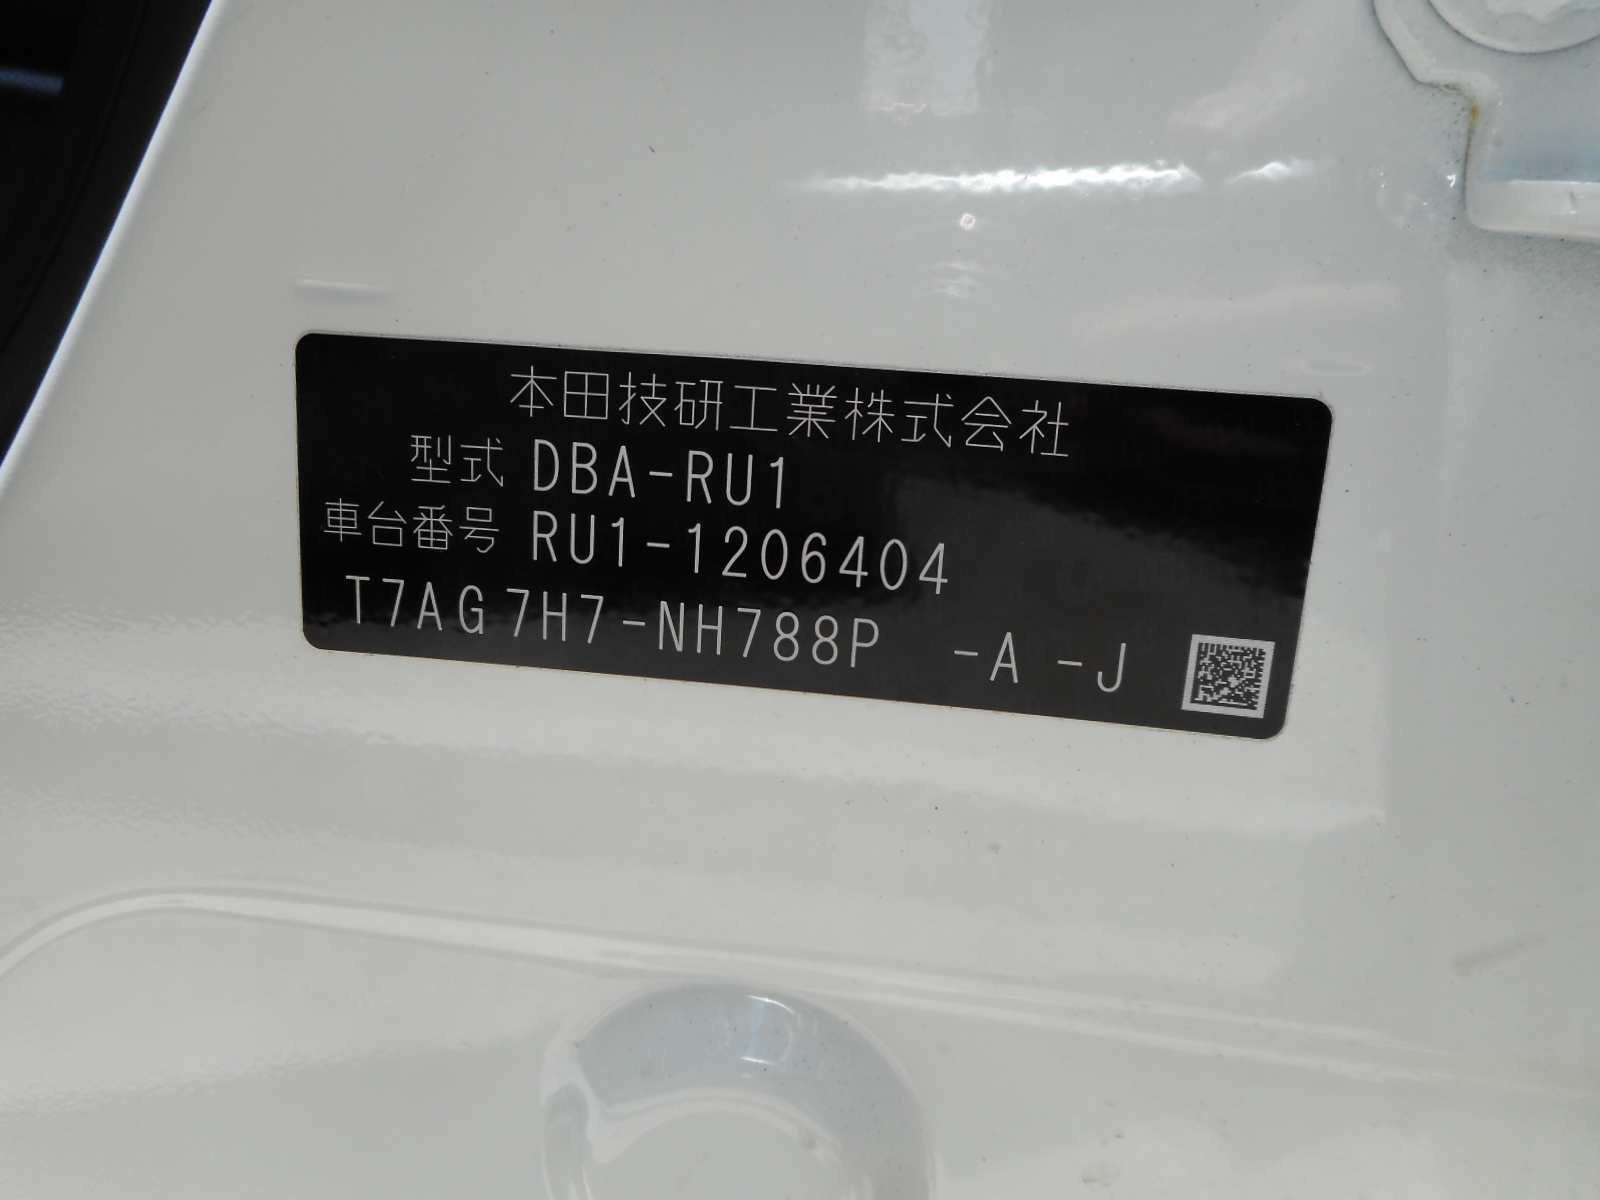 本田技研工業株式会社
型式 DBA-RU1
車台番号 RU1-1206404
T7AG7H7-NH788P -A -J